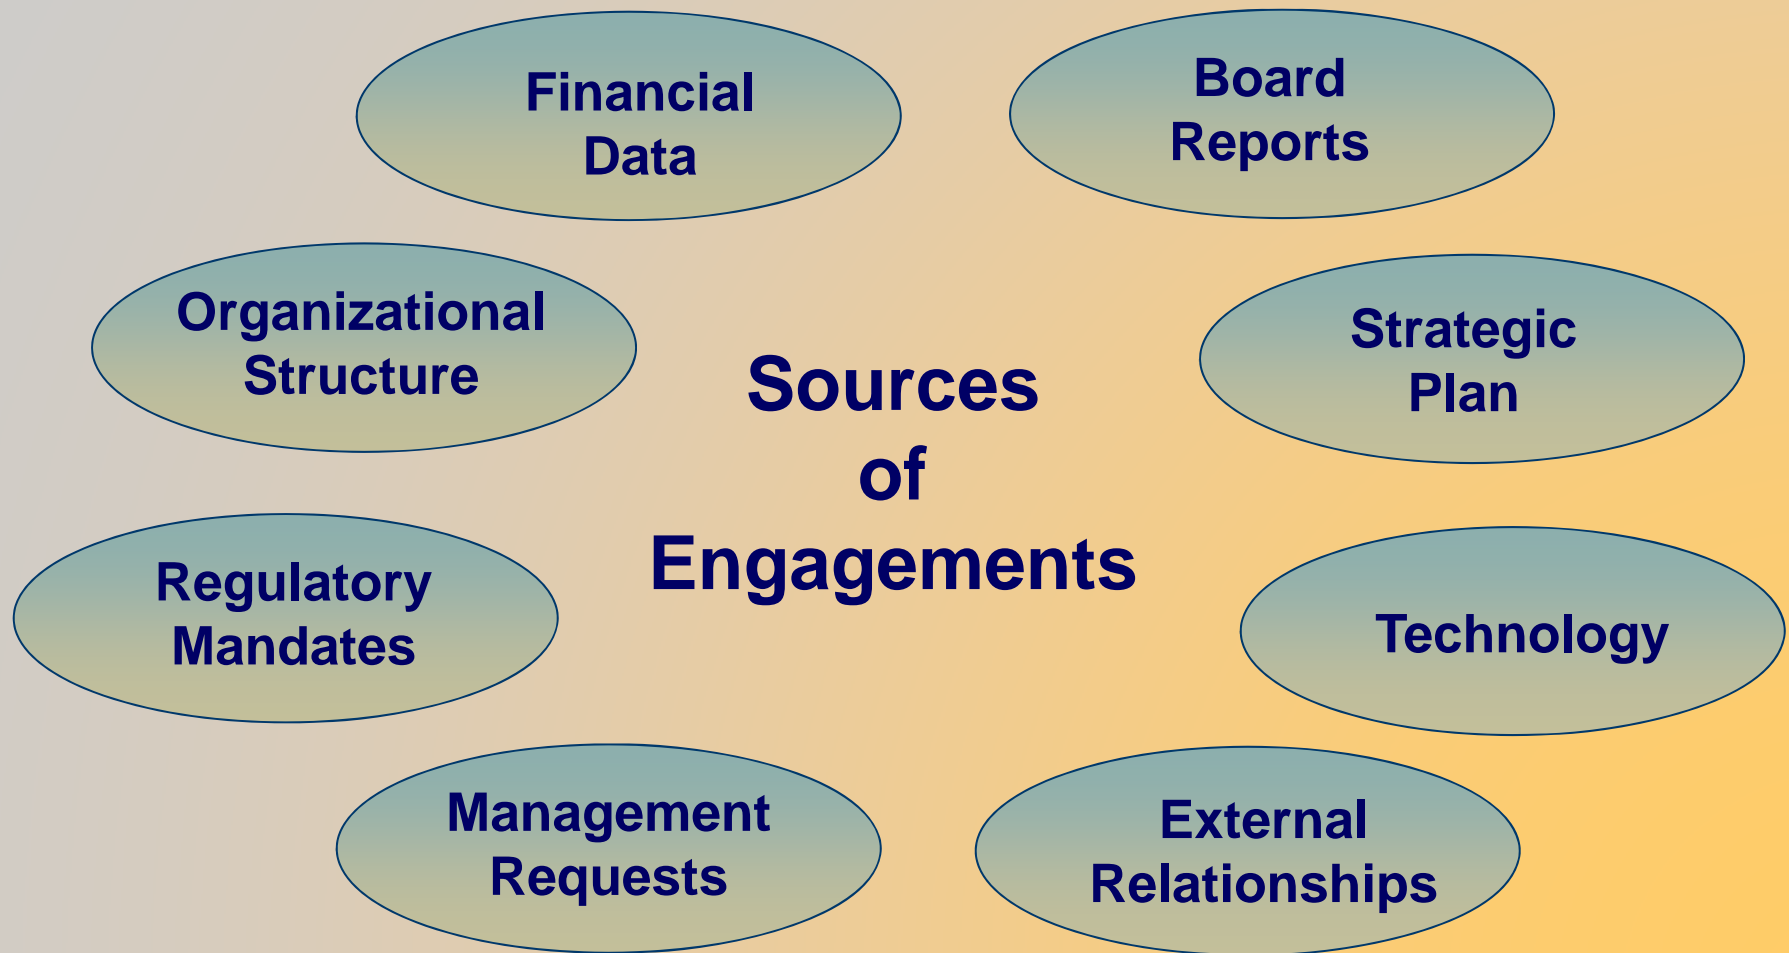 Financial
Data
Board
Reports
Organizational
Structure
Strategic
Plan
Sources
of
Engagements
Regulatory
Mandates
Technology
Management
Requests
External
Relationships